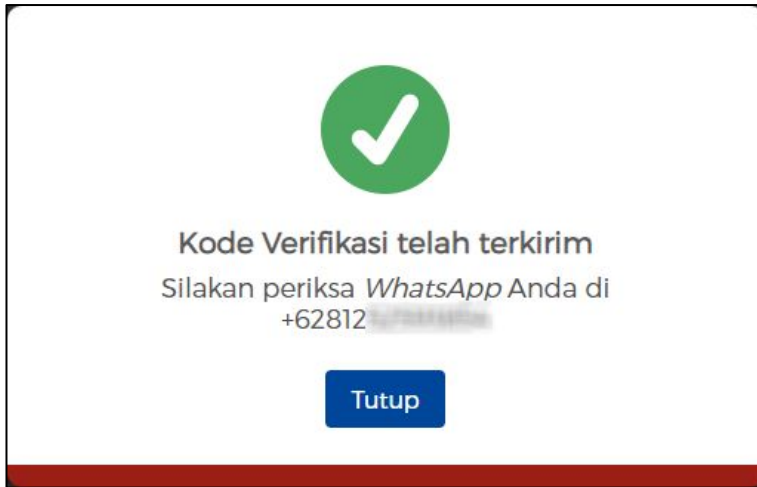 Kode Verifikasi telah terkirim
Silakan periksa WhatsApp Anda di
+62812
Tutup